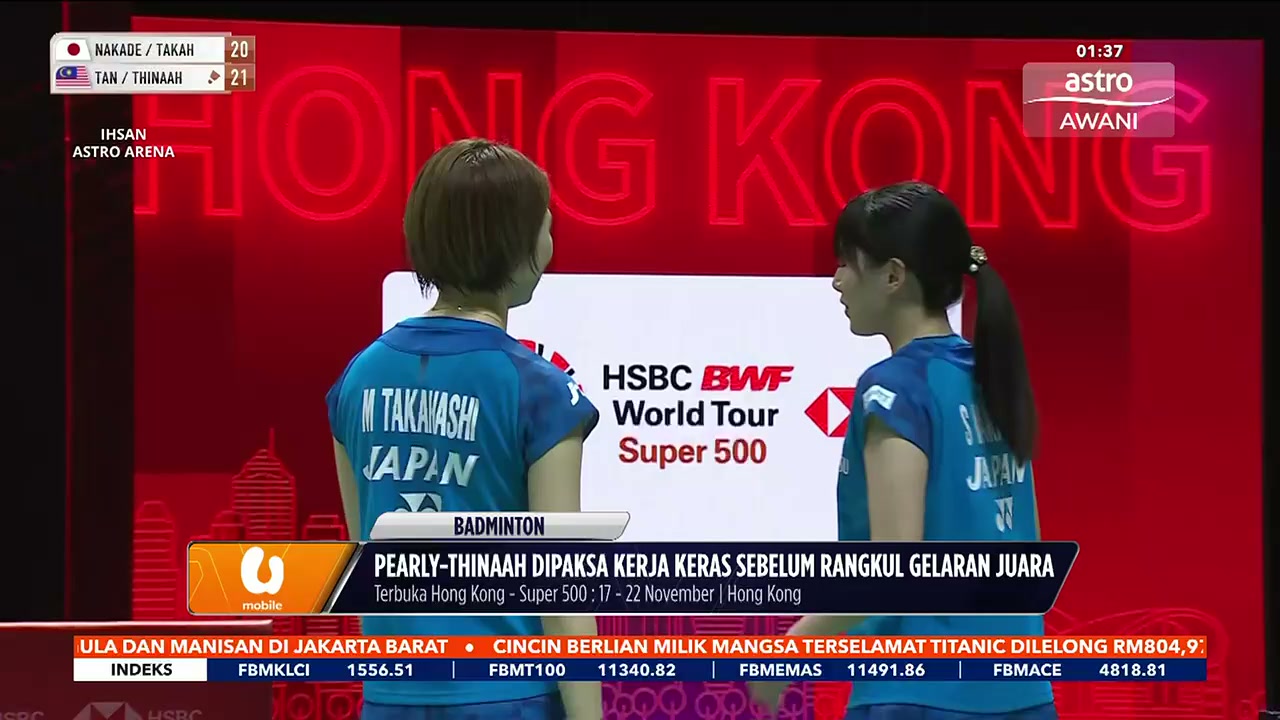 NAKADE / TAKAH 20
TAN / THINAAH 21
IHSAN
ASTRO ARENA
01:37
astro
AWANI
HONG KONG
HSBC BWF
World Tour
Super 500
M TAKAHASHI
JAPAN
JAPAN
BADMINTON
mobile
PEARLY-THINAAH DIPAKSA KERJA KERAS SEBELUM RANGKUL GELARAN JUARA
Terbuka Hong Kong - Super 500 : 17 - 22 November | Hong Kong
ULA DAN MANISAN DI JAKARTA BARAT • CINCIN BERLIAN MILIK MANGSA TERSELAMAT TITANIC DILELONG RM804,97
INDEKS FBMKLCI 1556.51 | FBMT100 11340.82 | FBMEMAS 11491.86 | FBMACE 4818.81
HSBC